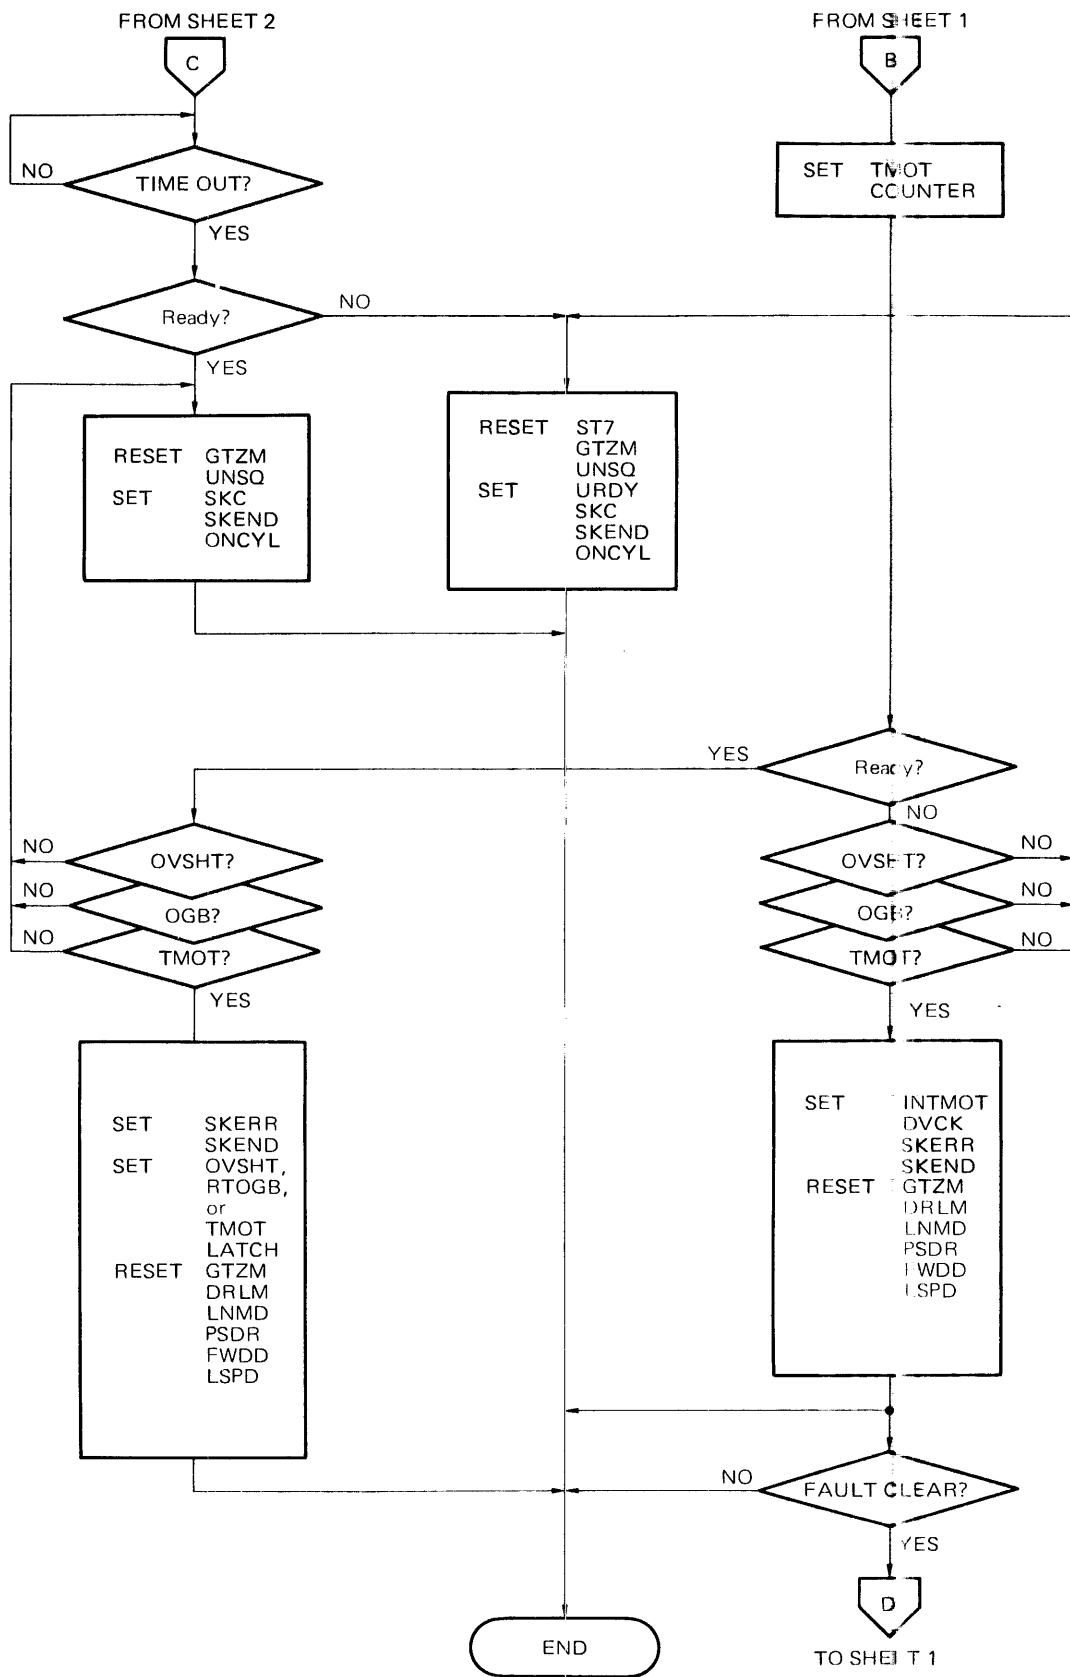 FROM SHEET 2
C
NO
TIME OUT?
YES
Ready?
NO
YES
RESET GTZM
UNSQ
SET SKC
SKEND
ONCYL
RESET ST7
GTZM
UNSQ
SET URDY
SKC
SKEND
ONCYL
FROM SHEET 1
B
SET TMOT
COUNTER
YES
Ready?
NO
NO
OVSHT?
NO
OGB?
NO
TMOT?
YES
OVSHT?
NO
OGB?
NO
TMOT?
NO
YES
SET SKERR
SKEND
SET OVSHT,
RTOGB,
or
TMOT
LATCH
RESET GTZM
DRLM
LNMD
PSDR
FWDD
LSPD
SET INTMOT
DVCK
SKERR
SKEND
RESET GTZM
DRLM
LNMD
PSDR
FWDD
LSPD
NO
FAULT CLEAR?
YES
D
TO SHEET 1
END